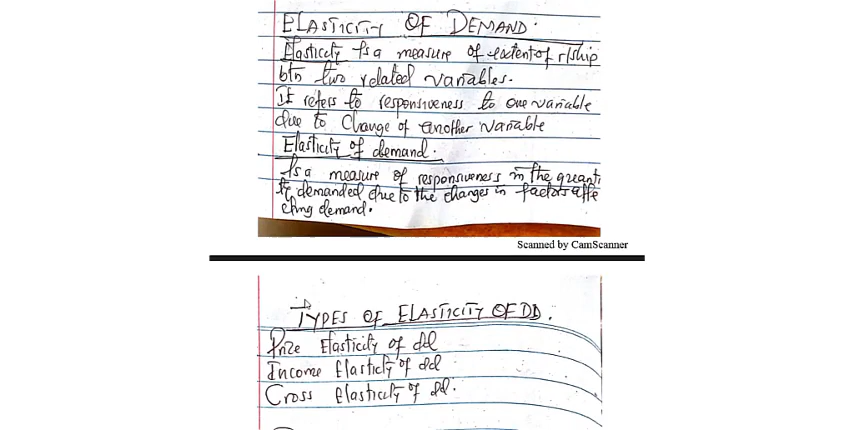 ELASTICITY OF DEMAND.
Elasticity Is a measure of extent of r/ship
btn two related variables.
It refers to responsiveness to one variable
due to Change of another variable
Elasticity of demand.
Is a measure of responsiveness in the quanti
ty demanded due to the changes in factors affe
cting demand.
Scanned by CamScanner
TYPES OF ELASTICITY OF DD.
Price Elasticity of dd
Income Elasticity of dd
Cross elasticity of dd.